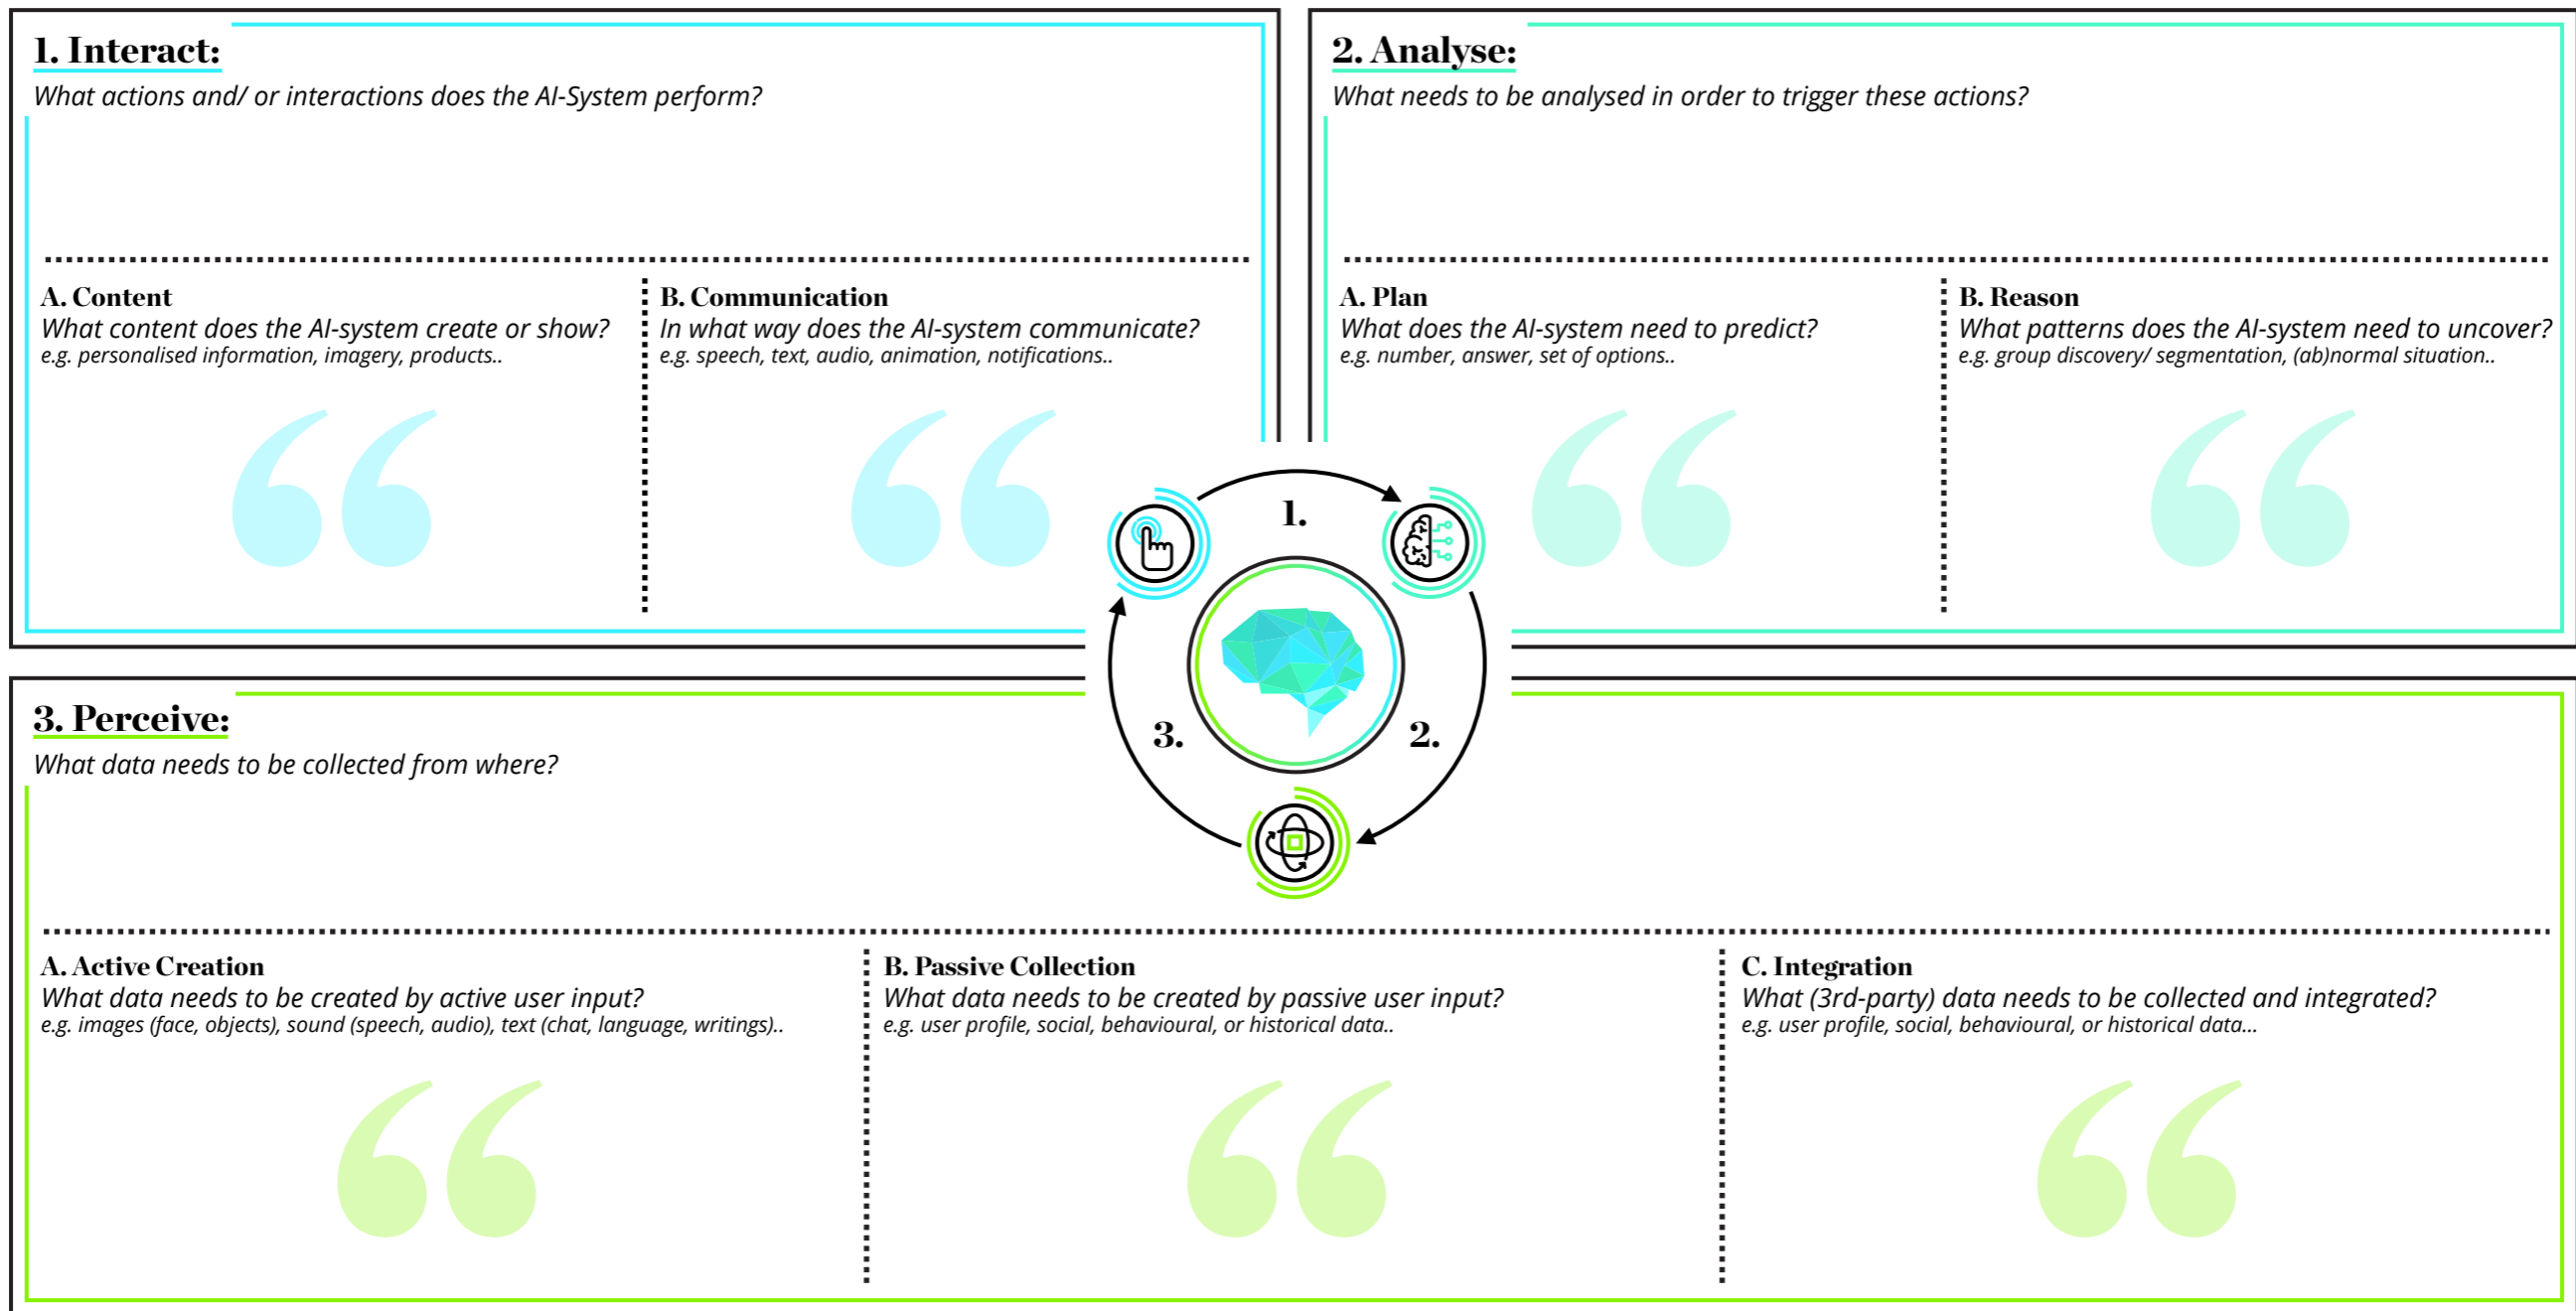 1. Interact:
What actions and/ or interactions does the AI-System perform?
A. Content
What content does the AI-system create or show?
e.g. personalised information, imagery, products..
B. Communication
In what way does the AI-system communicate?
e.g. speech, text, audio, animation, notifications..
2. Analyse:
What needs to be analysed in order to trigger these actions?
A. Plan
What does the AI-system need to predict?
e.g. number, answer, set of options..
B. Reason
What patterns does the AI-system need to uncover?
e.g. group discovery/ segmentation, (ab)normal situation..
1.
2.
3.
3. Perceive:
What data needs to be collected from where?
A. Active Creation
What data needs to be created by active user input?
e.g. images (face, objects), sound (speech, audio), text (chat, language, writings)..
B. Passive Collection
What data needs to be created by passive user input?
e.g. user profile, social, behavioural, or historical data..
C. Integration
What (3rd-party) data needs to be collected and integrated?
e.g. user profile, social, behavioural, or historical data...